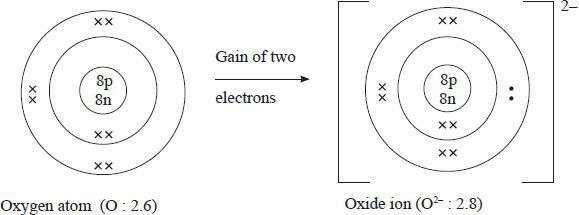 8p
8n
Gain of two
electrons
8p
8n
2–
Oxygen atom (O : 2.6)
Oxide ion (O²⁻ : 2.8)